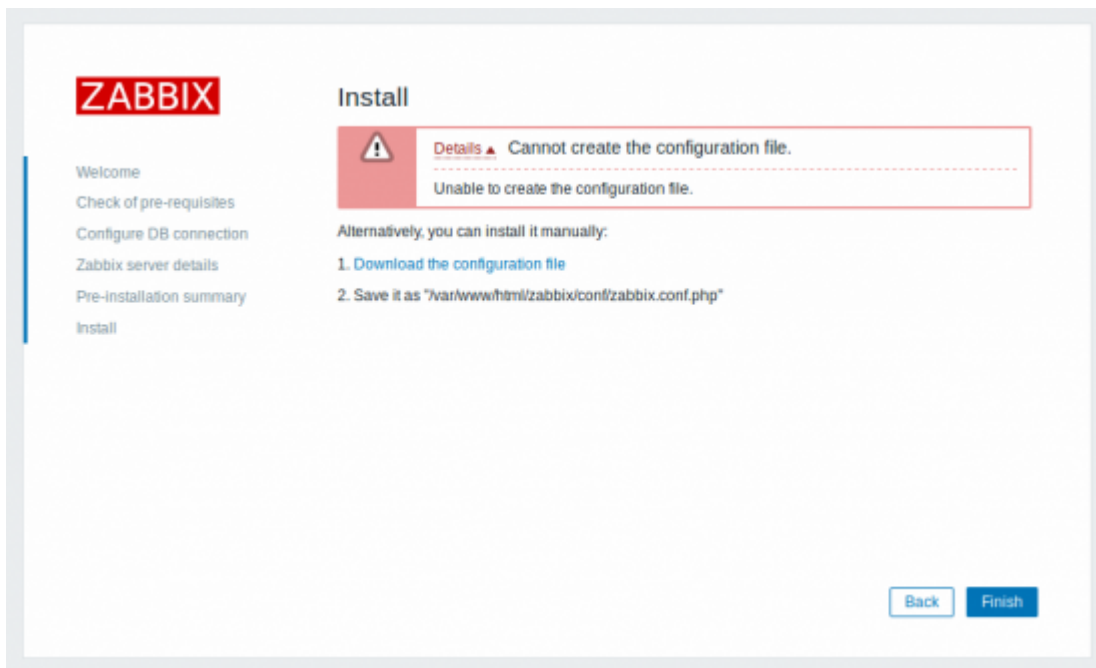 ZABBIX
Install
Details Cannot create the configuration file.
Unable to create the configuration file.
Welcome
Check of pre-requisites
Configure DB connection
Zabbix server details
Pre-installation summary
Install
Alternatively, you can install it manually:
1. Download the configuration file
2. Save it as "/var/www/html/zabbix/conf/zabbix.conf.php"
Back Finish